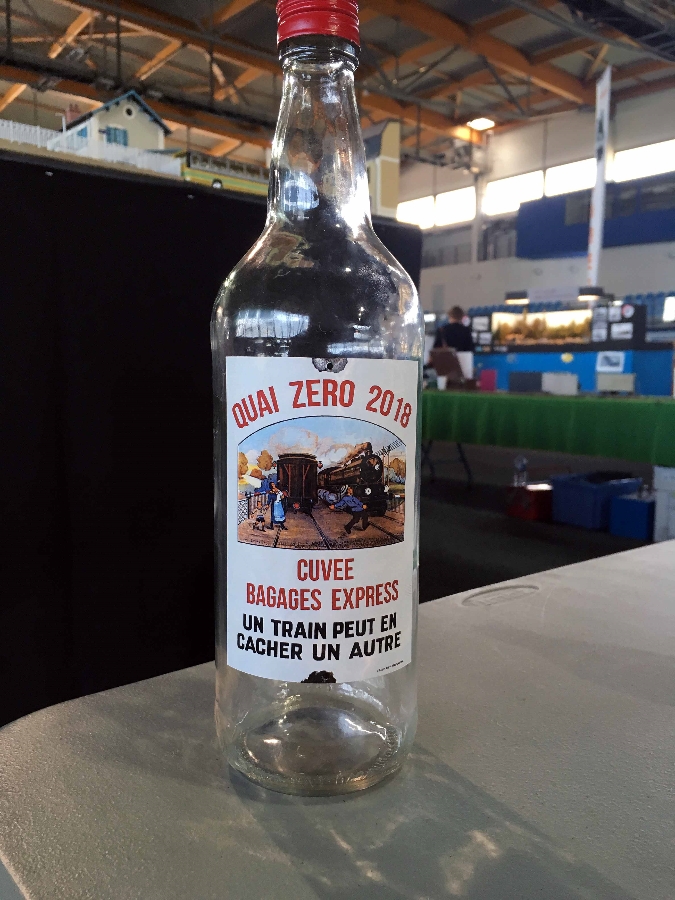 QUAI ZERO 2018
CUVEE
BAGAGES EXPRESS
UN TRAIN PEUT EN
CACHER UN AUTRE